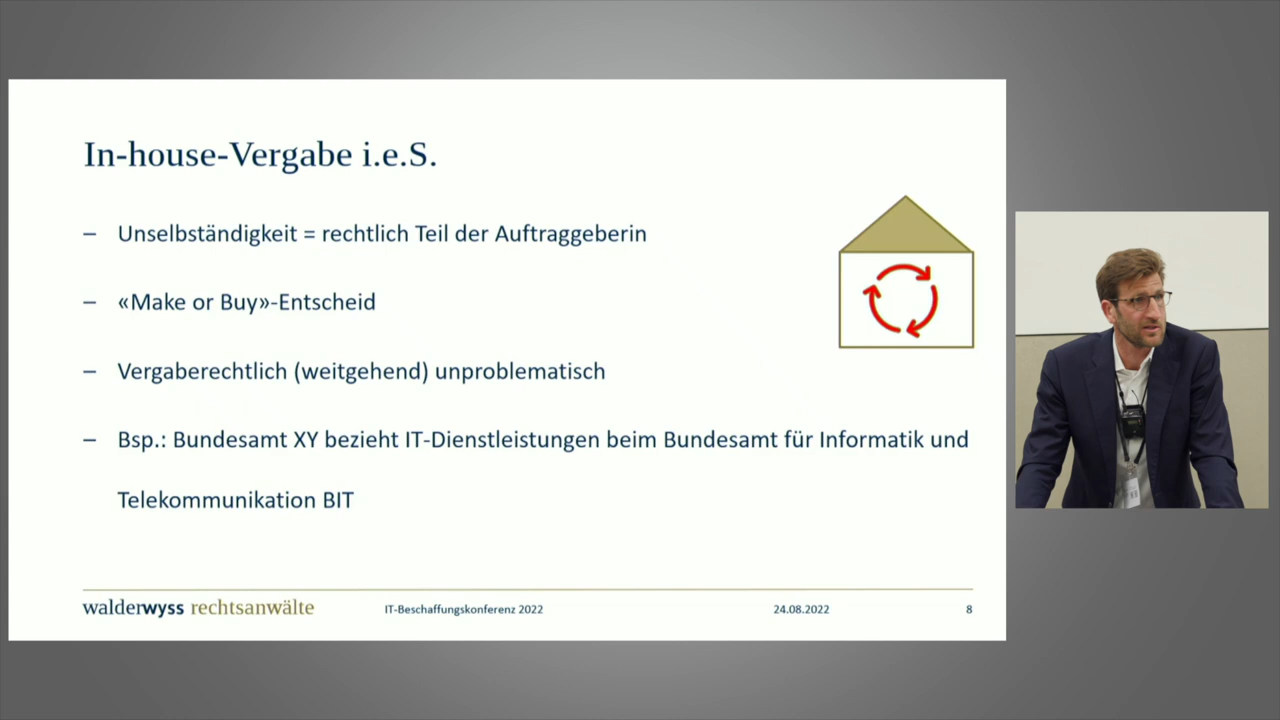 In-house-Vergabe i.e.S.
– Unselbständigkeit = rechtlich Teil der Auftraggeberin
– «Make or Buy»-Entscheid
– Vergaberechtlich (weitgehend) unproblematisch
– Bsp.: Bundesamt XY bezieht IT-Dienstleistungen beim Bundesamt für Informatik und
Telekommunikation BIT
walderwyss rechtsanwälte IT-Beschaffungskonferenz 2022 24.08.2022 8